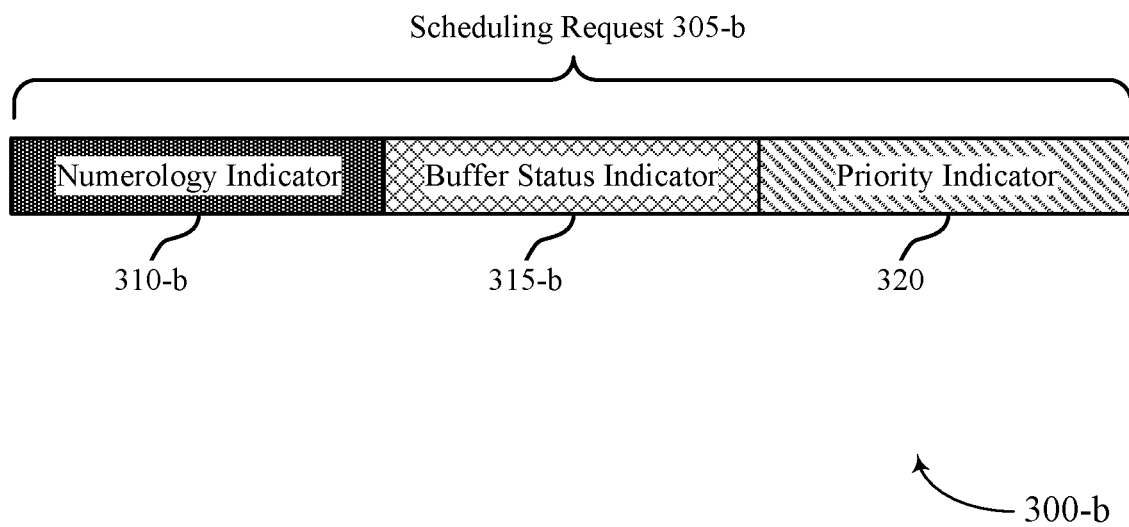 Scheduling Request 305-b
Numerology Indicator
Buffer Status Indicator
Priority Indicator
310-b
315-b
320
300-b